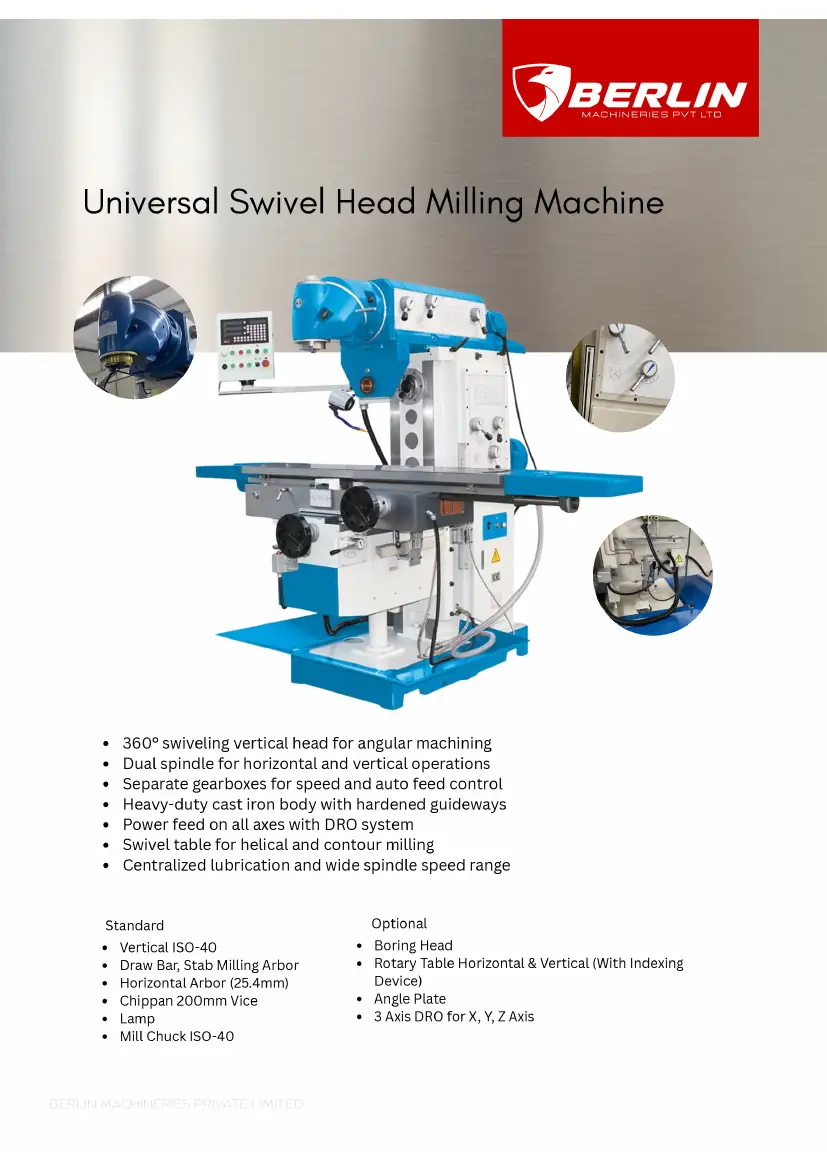 BERLIN
MACHINERIES PVT LTD
Universal Swivel Head Milling Machine
• 360° swiveling vertical head for angular machining
• Dual spindle for horizontal and vertical operations
• Separate gearboxes for speed and auto feed control
• Heavy-duty cast iron body with hardened guideways
• Power feed on all axes with DRO system
• Swivel table for helical and contour milling
• Centralized lubrication and wide spindle speed range
Standard
• Vertical ISO-40
• Draw Bar, Stab Milling Arbor
• Horizontal Arbor (25.4mm)
• Chippan 200mm Vice
• Lamp
• Mill Chuck ISO-40
Optional
• Boring Head
• Rotary Table Horizontal & Vertical (With Indexing
Device)
• Angle Plate
• 3 Axis DRO for X, Y, Z Axis
BERLIN MACHINERIES PRIVATE LIMITED